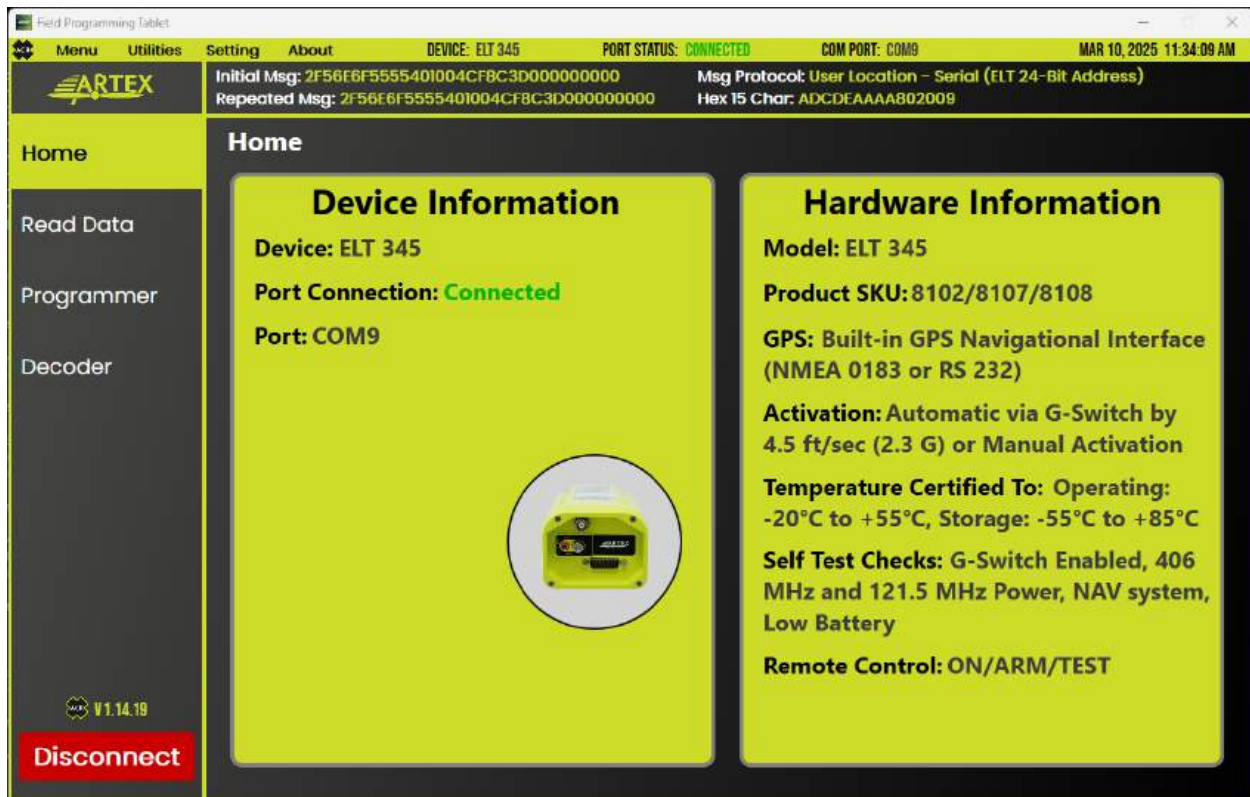 Field Programming Tablet
Menu Utilities Setting About DEVICE: ELT 345 PORT STATUS: CONNECTED COM PORT: COM9 MAR 10, 2025 11:34:09 AM
ARTEX
Initial Msg: 2F56E6F5555401004CF8C3D000000000 Msg Protocol: User Location – Serial (ELT 24-Bit Address)
Repeated Msg: 2F56E6F5555401004CF8C3D000000000 Hex 15 Char: ADCDEAAAA802009
Home
Read Data
Programmer
Decoder
V 1.14.19
Disconnect
Home
Device Information
Device: ELT 345
Port Connection: Connected
Port: COM9
ARTEX
Hardware Information
Model: ELT 345
Product SKU: 8102/8107/8108
GPS: Built-in GPS Navigational Interface
(NMEA 0183 or RS 232)
Activation: Automatic via G-Switch by
4.5 ft/sec (2.3 G) or Manual Activation
Temperature Certified To: Operating:
-20°C to +55°C, Storage: -55°C to +85°C
Self Test Checks: G-Switch Enabled, 406
MHz and 121.5 MHz Power, NAV system,
Low Battery
Remote Control: ON/ARM/TEST